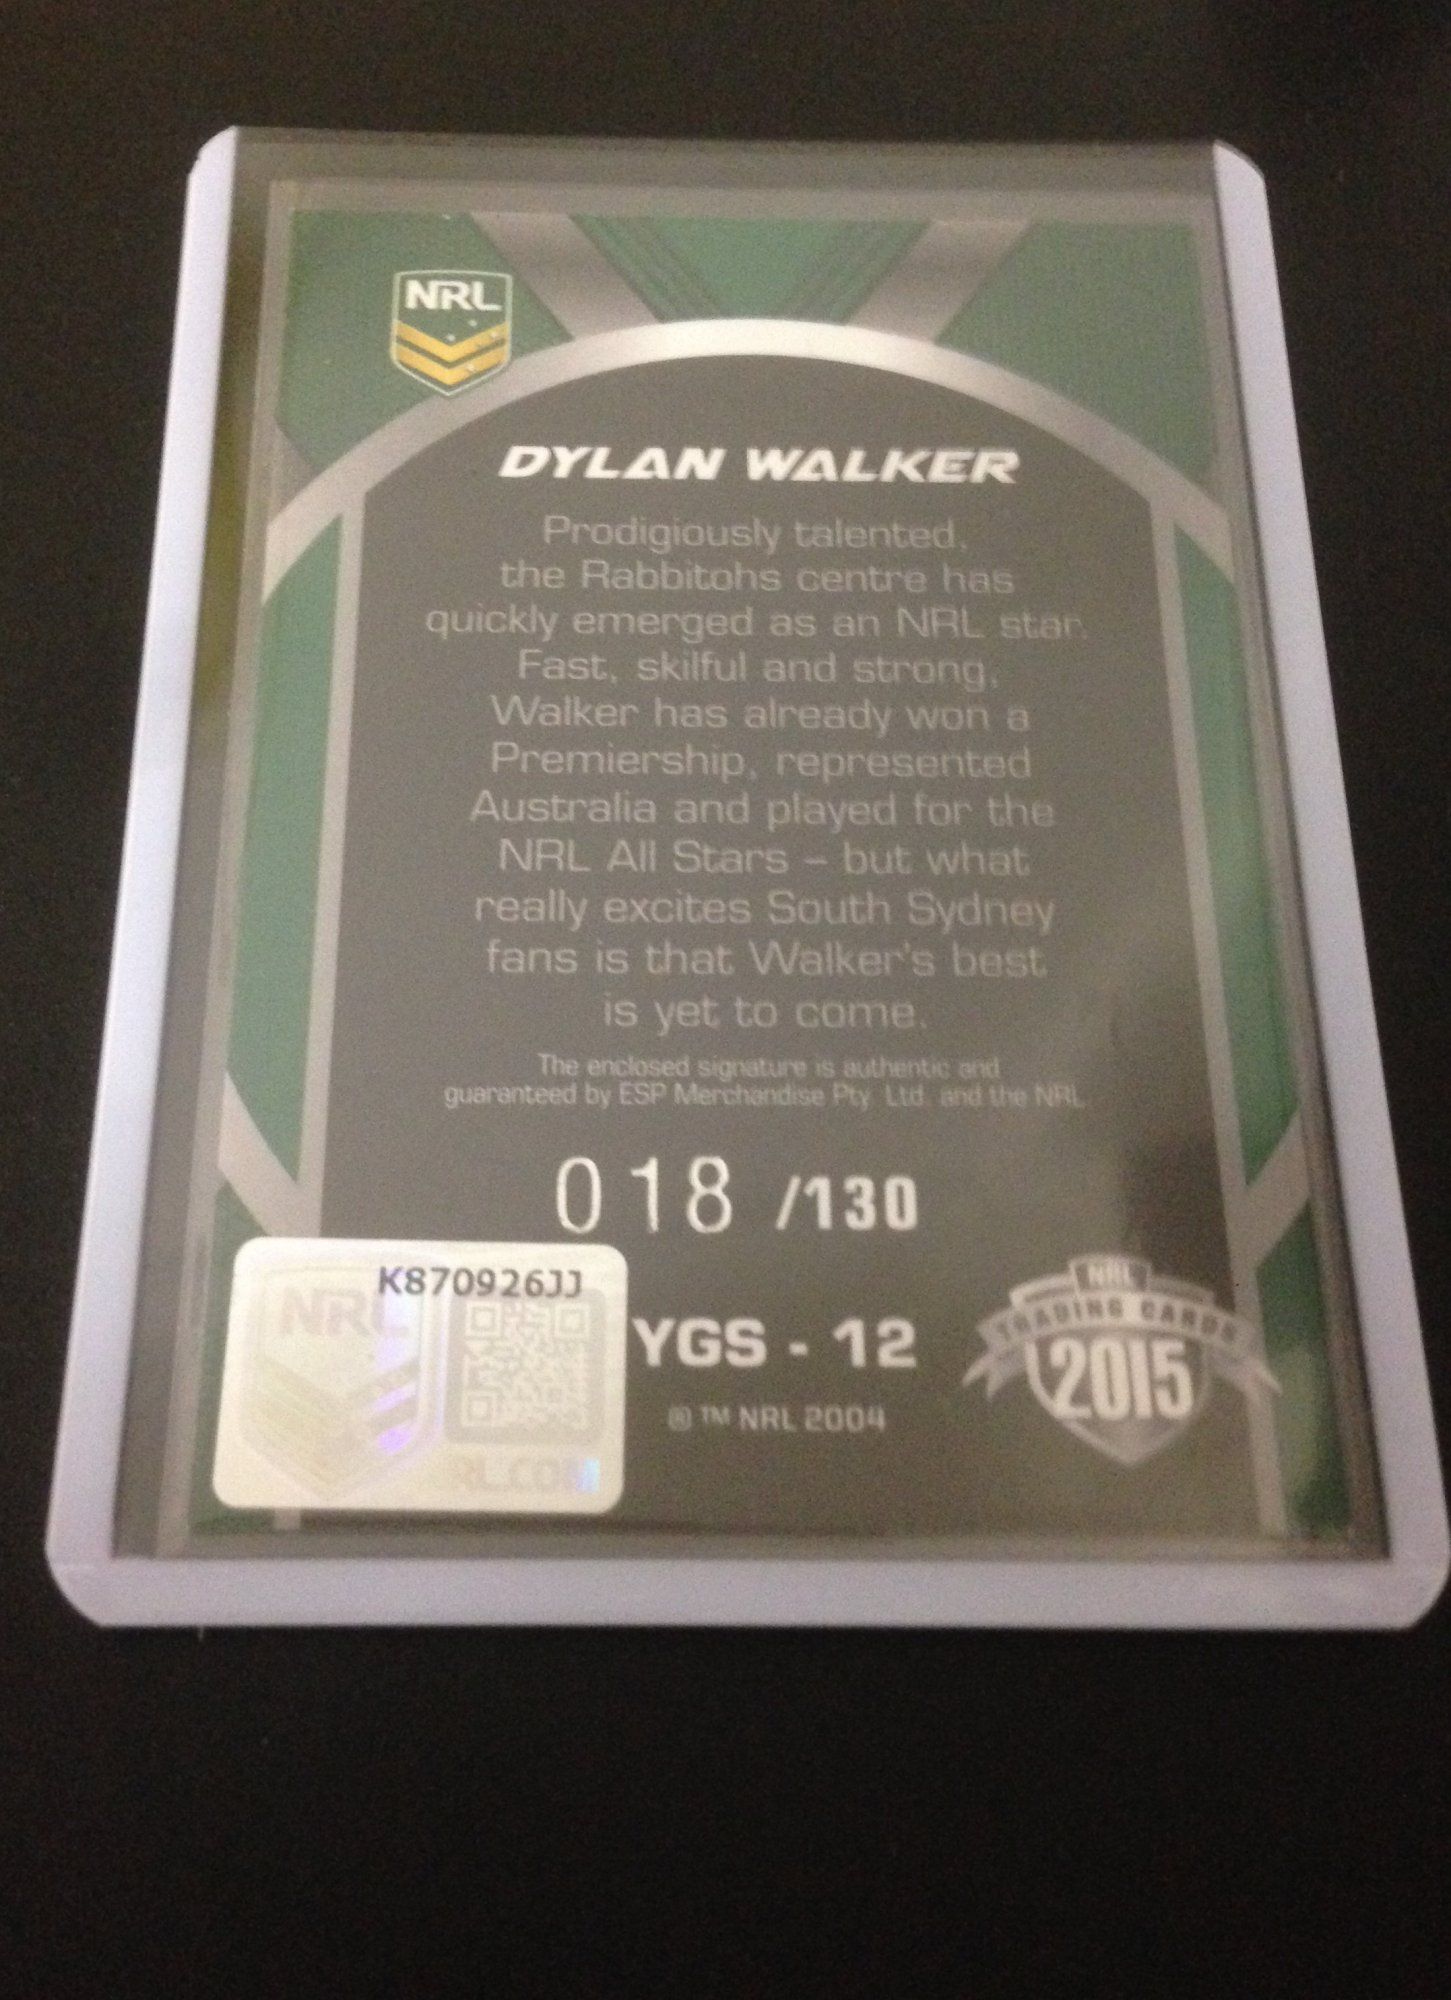 NRL
DYLAN WALKER
Prodigiously talented,
the Rabbitohs centre has
quickly emerged as an NRL star.
Fast, skilful and strong,
Walker has already won a
Premiership, represented
Australia and played for the
NRL All Stars – but what
really excites South Sydney
fans is that Walker's best
is yet to come.
The enclosed signature is authentic and
guaranteed by ESP Merchandise Pty. Ltd. and the NRL
018 /130
K870926JJ
NRL
YGS - 12
® ™ NRL 2004
NRL
TRADING CARDS
2015